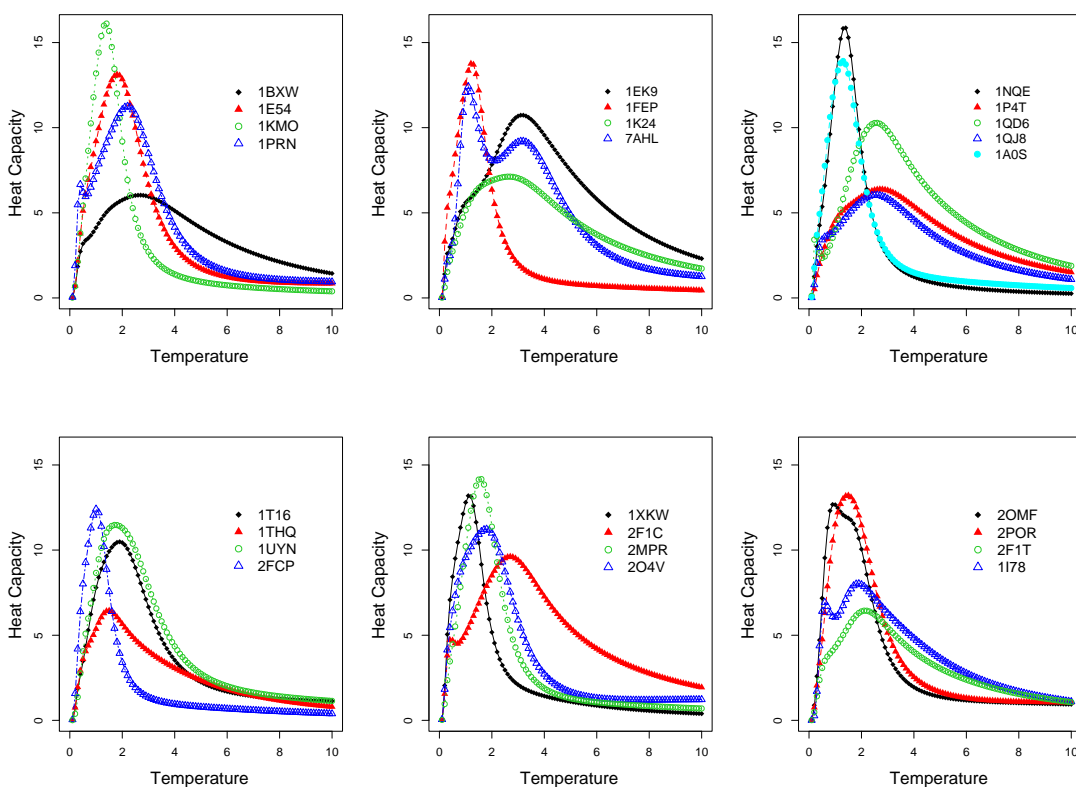 15
10
5
0
Heat Capacity
1BXW
1E54
1KMO
1PRN
0 2 4 6 8 10
Temperature
15
10
5
0
Heat Capacity
1EK9
1FEP
1K24
7AHL
0 2 4 6 8 10
Temperature
15
10
5
0
Heat Capacity
1NQE
1P4T
1QD6
1QJ8
1A0S
0 2 4 6 8 10
Temperature
15
10
5
0
Heat Capacity
1T16
1THQ
1UYN
2FCP
0 2 4 6 8 10
Temperature
15
10
5
0
Heat Capacity
1XKW
2F1C
2MPR
2O4V
0 2 4 6 8 10
Temperature
15
10
5
0
Heat Capacity
2OMF
2POR
2F1T
1I78
0 2 4 6 8 10
Temperature